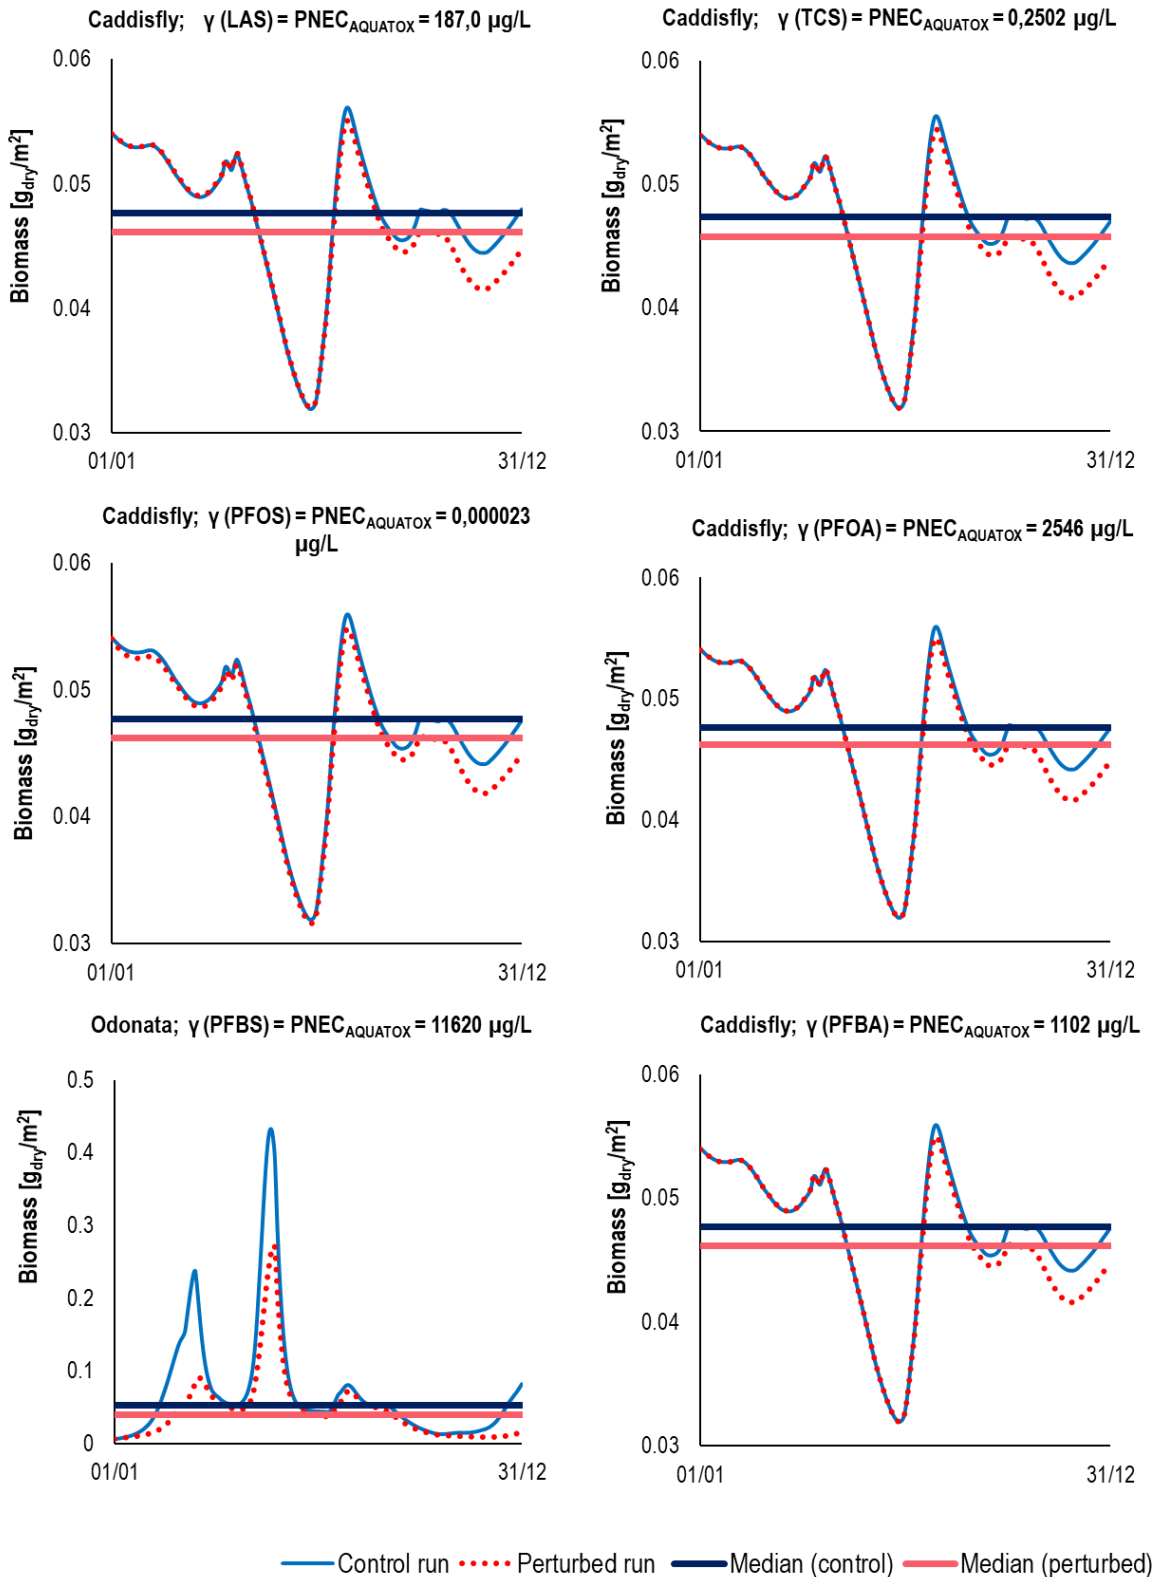 Caddisfly; γ (LAS) = PNECAQUATOX = 187,0 µg/L
0.06
0.05
0.04
0.03
Biomass [gdry/m²]
01/01
31/12
Caddisfly; γ (TCS) = PNECAQUATOX = 0,2502 µg/L
0.06
0.05
0.04
0.03
Biomass [gdry/m²]
01/01
31/12
Caddisfly; γ (PFOS) = PNECAQUATOX = 0,000023
µg/L
0.06
0.05
0.04
0.03
Biomass [gdry/m²]
01/01
31/12
Caddisfly; γ (PFOA) = PNECAQUATOX = 2546 µg/L
0.06
0.05
0.04
0.03
Biomass [gdry/m²]
01/01
31/12
Odonata; γ (PFBS) = PNECAQUATOX = 11620 µg/L
0.5
0.4
0.3
0.2
0.1
0
Biomass [gdry/m²]
01/01
31/12
Caddisfly; γ (PFBA) = PNECAQUATOX = 1102 µg/L
0.06
0.05
0.04
0.03
Biomass [gdry/m²]
01/01
31/12
Control run Perturbed run Median (control) Median (perturbed)